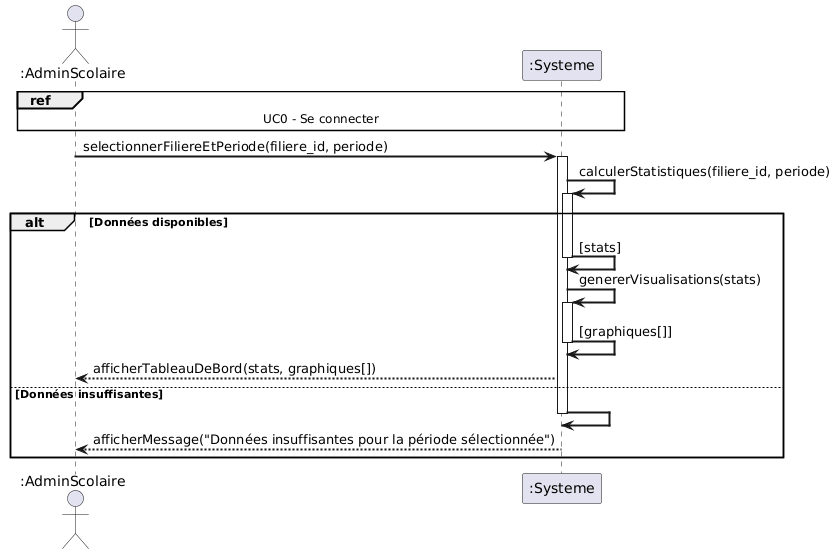 :AdminScolaire
:Systeme
ref
UC0 - Se connecter
selectionnerFiliereEtPeriode(filiere_id, periode)
calculerStatistiques(filiere_id, periode)
alt [Données disponibles]
[stats]
genererVisualisations(stats)
[graphiques[]]
afficherTableauDeBord(stats, graphiques[])
[Données insuffisantes]
afficherMessage("Données insuffisantes pour la période sélectionnée")
:AdminScolaire
:Systeme